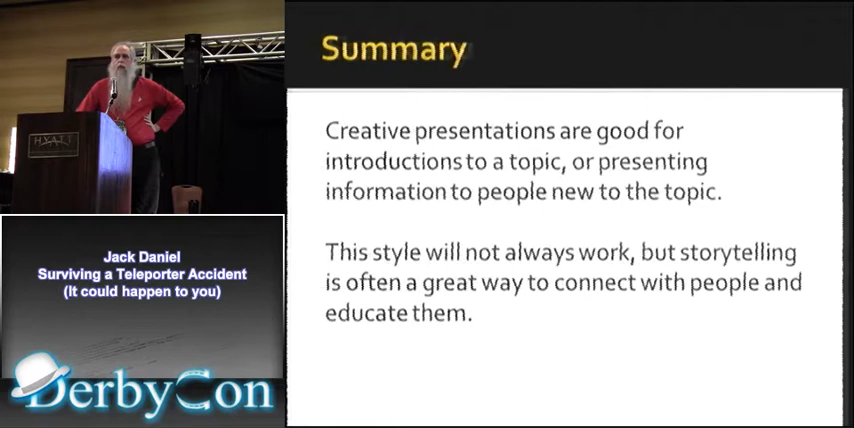 HYATT
Jack Daniel
Surviving a Teleporter Accident
(It could happen to you)
DerbyCon
Summary
Creative presentations are good for
introductions to a topic, or presenting
information to people new to the topic.
This style will not always work, but storytelling
is often a great way to connect with people and
educate them.